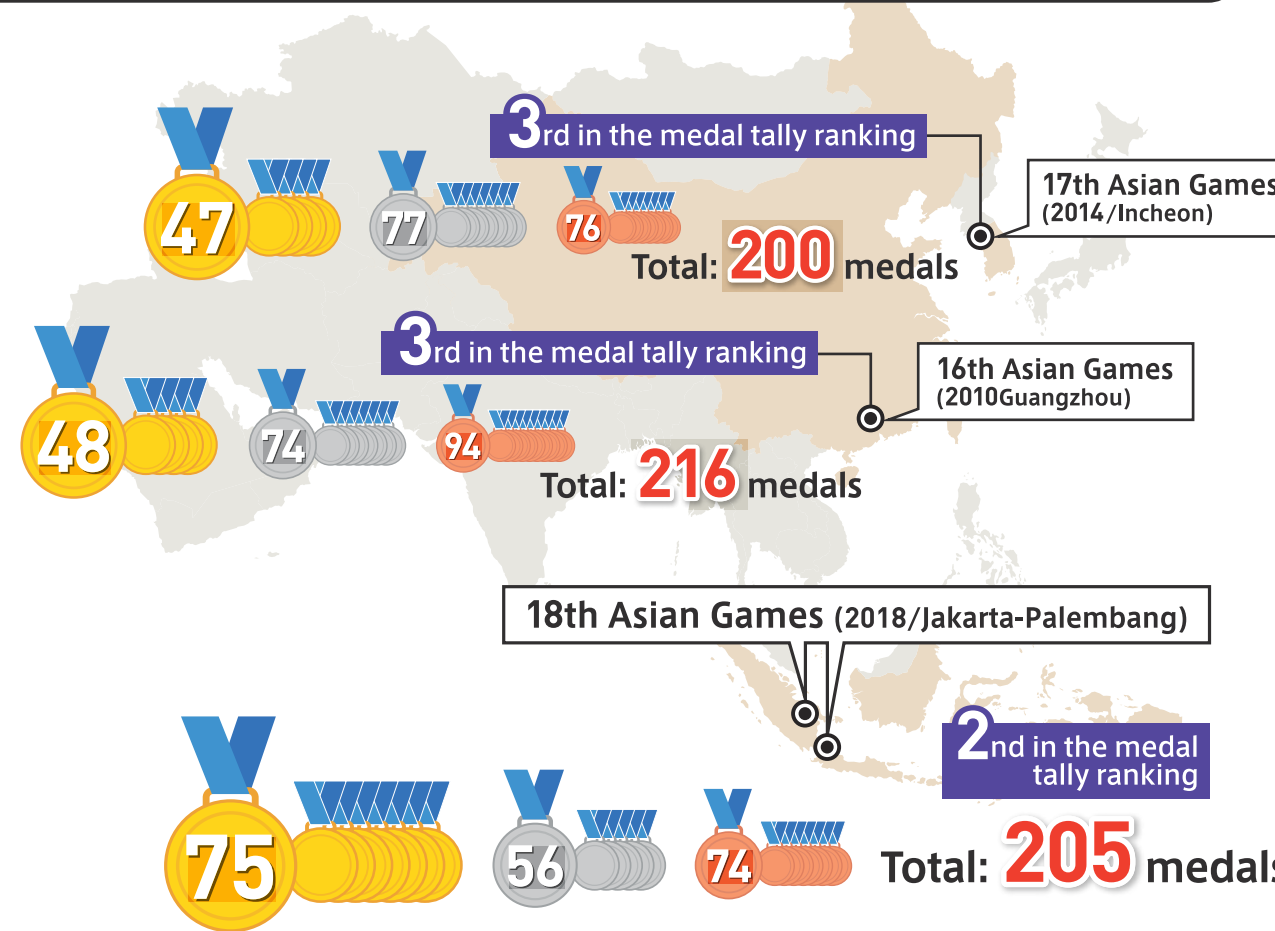 3rd in the medal tally ranking
17th Asian Games
(2014/Incheon)
47
77
76
Total: 200 medals
3rd in the medal tally ranking
16th Asian Games
(2010Guangzhou)
48
74
94
Total: 216 medals
18th Asian Games (2018/Jakarta-Palembang)
2nd in the medal
tally ranking
75
56
74
Total: 205 medals